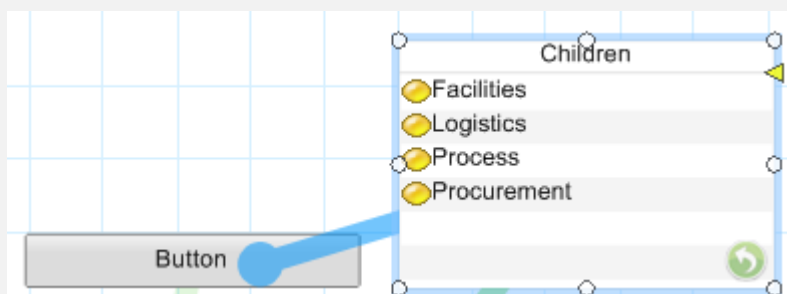 Children
Facilities
Logistics
Process
Procurement
Button